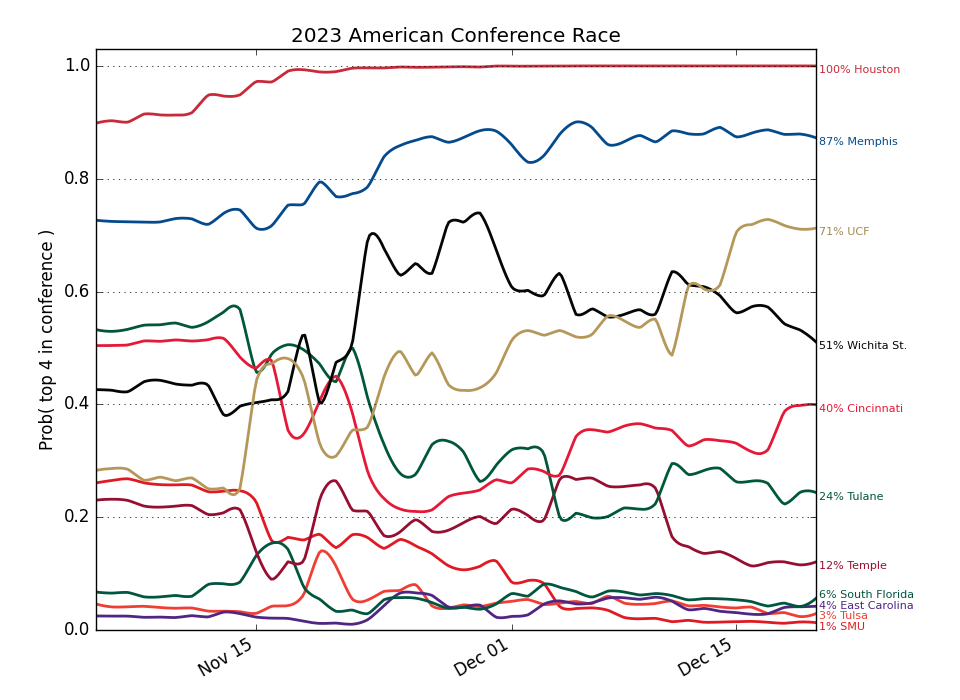 2023 American Conference Race
Prob( top 4 in conference )
1.0
0.8
0.6
0.4
0.2
0.0
Nov 15
Dec 01
Dec 15
100% Houston
87% Memphis
71% UCF
51% Wichita St.
40% Cincinnati
24% Tulane
12% Temple
6% South Florida
4% East Carolina
3% Tulsa
1% SMU